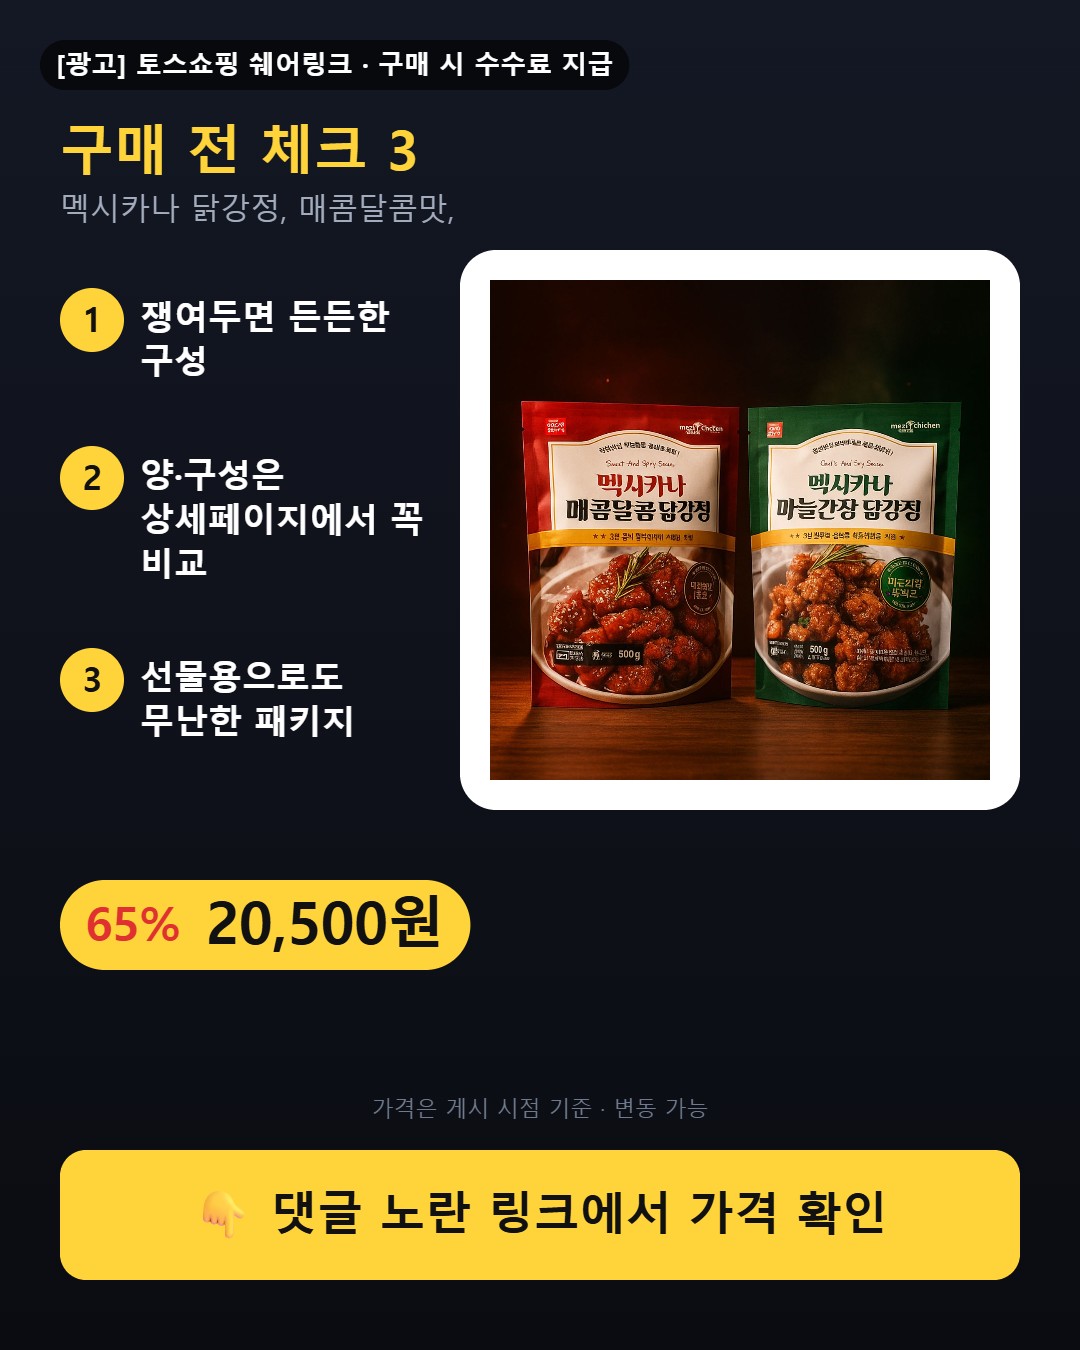 [광고] 토스쇼핑 쉐어링크 · 구매 시 수수료 지급
구매 전 체크 3
멕시카나 닭강정, 매콤달콤맛,
1 쟁여두면 든든한
구성
2 양·구성은
상세페이지에서 꼭
비교
3 선물용으로도
무난한 패키지
Sweet And Spicy Sauce
멕시카나
매콤달콤 닭강정
500g
멕시카나
마늘간장 닭강정
500g
65% 20,500원
가격은 게시 시점 기준 · 변동 가능
👇 댓글 노란 링크에서 가격 확인